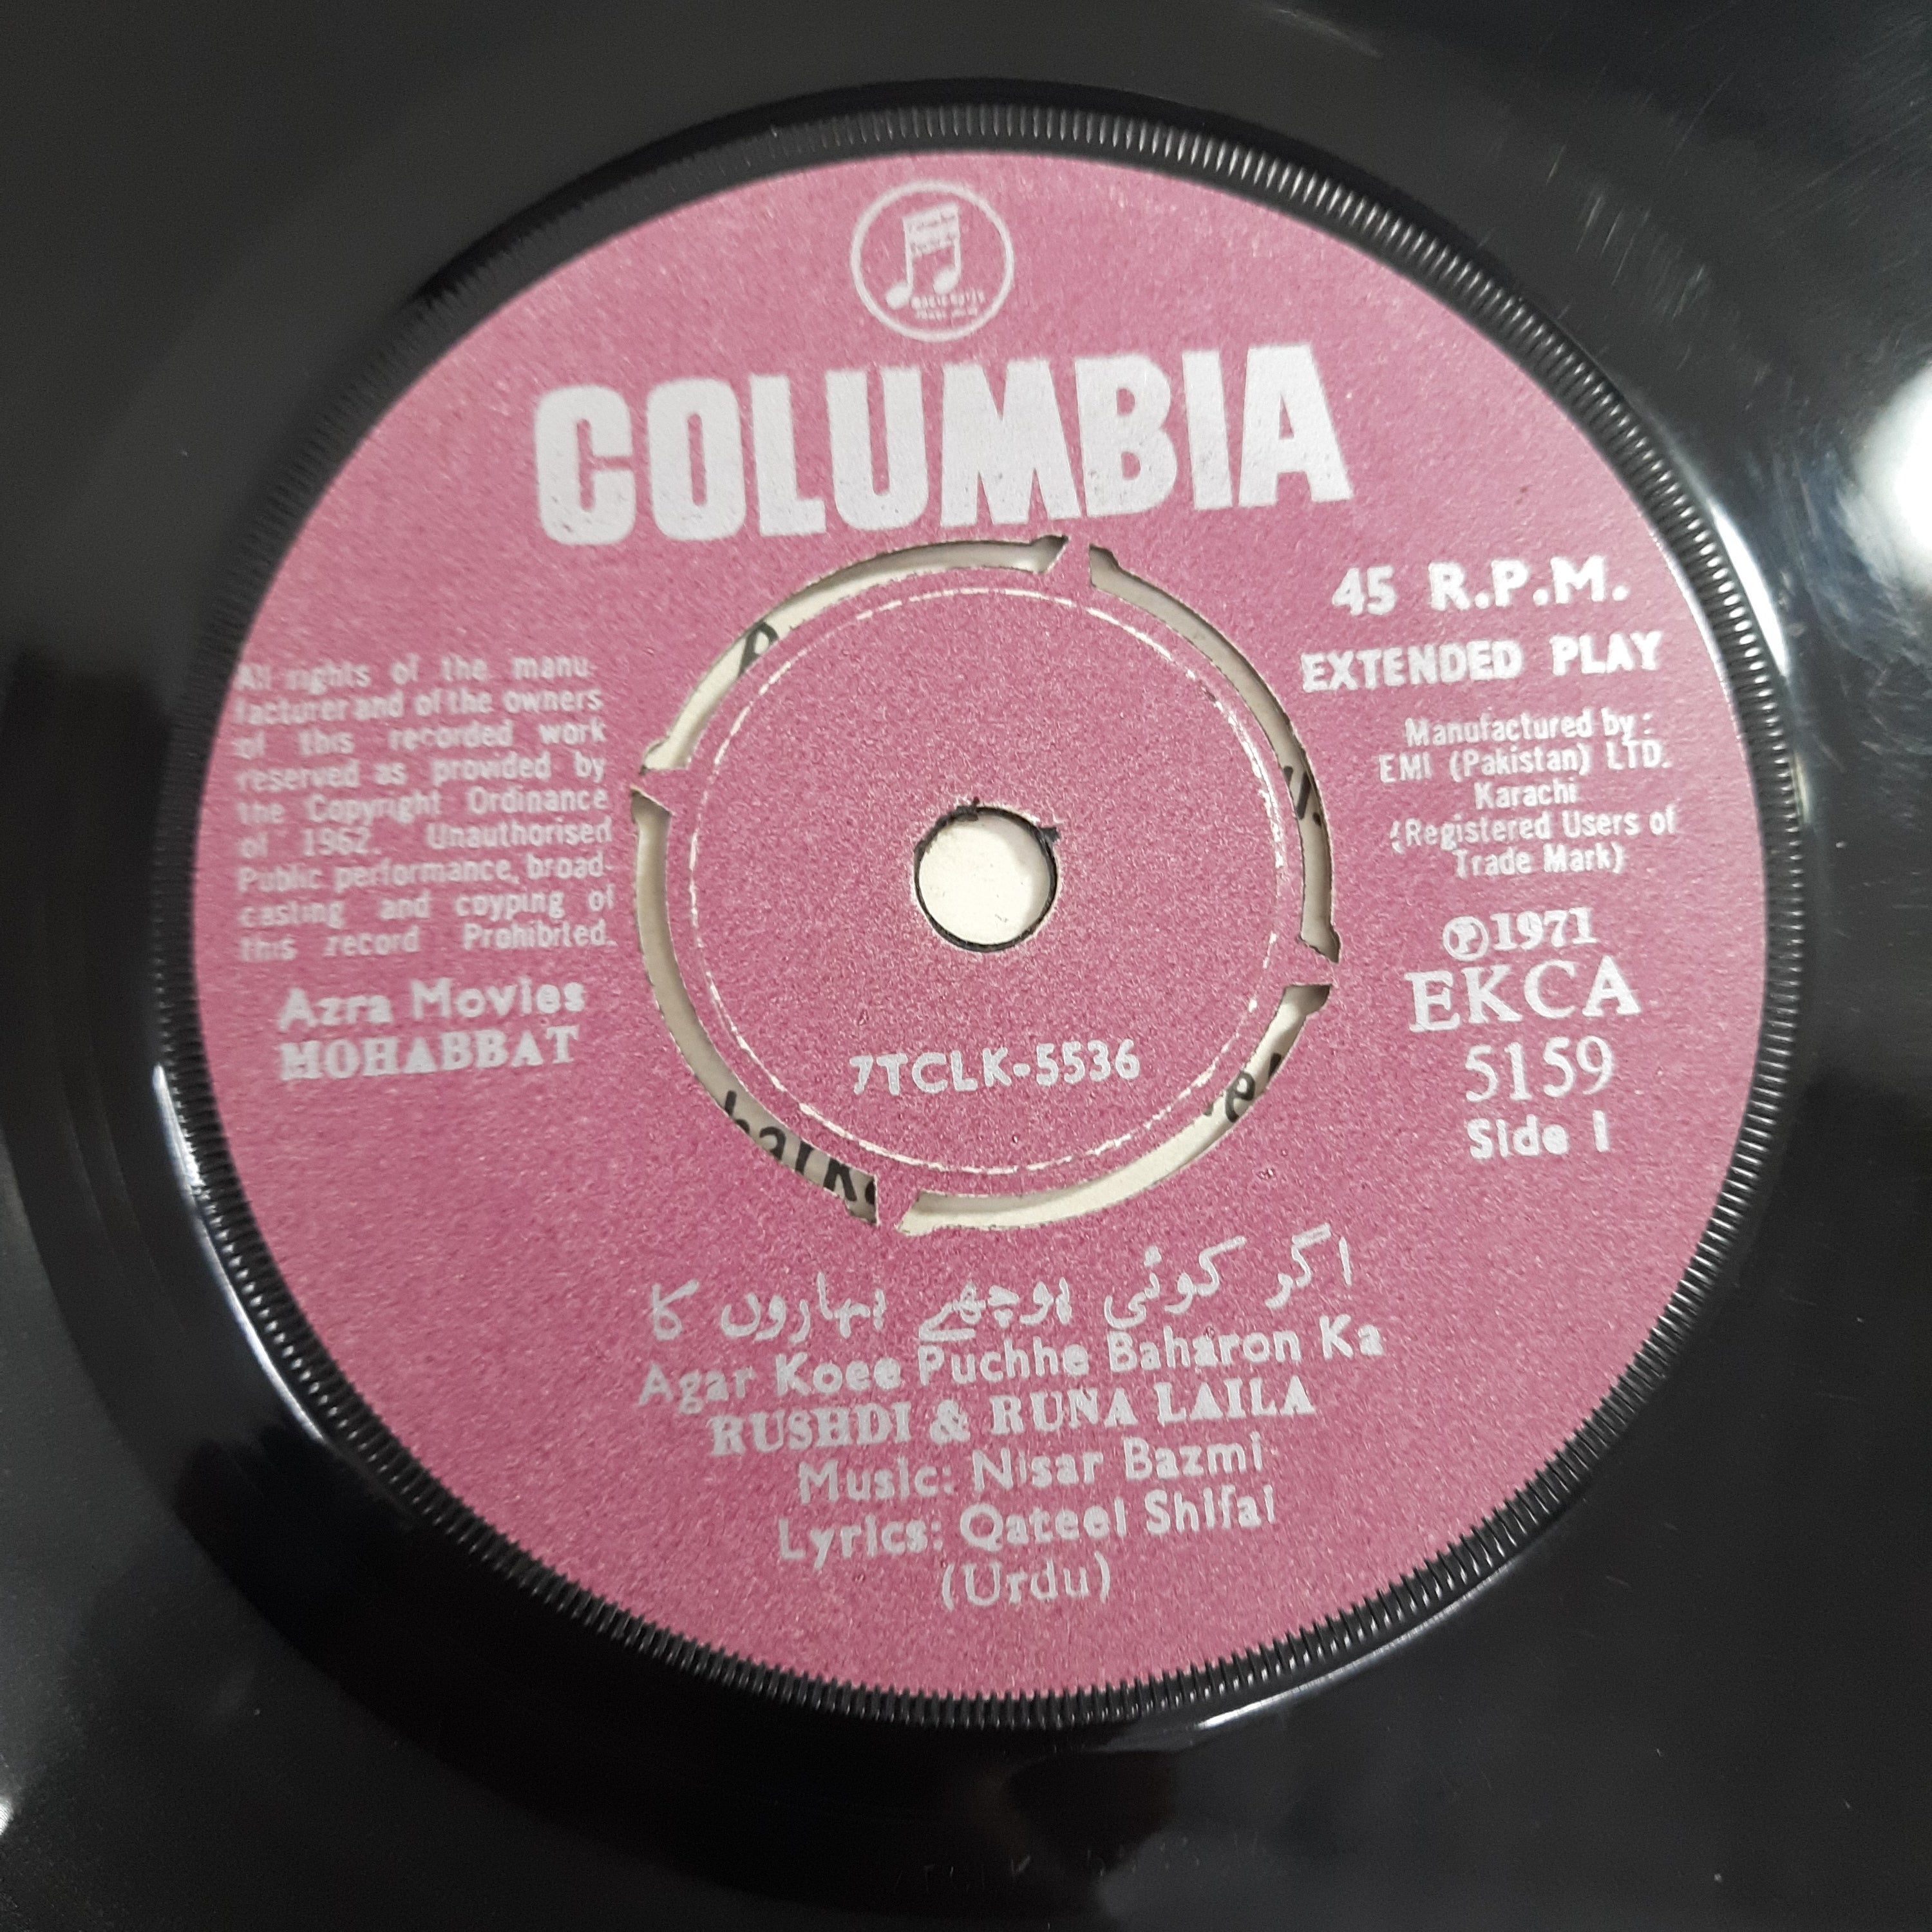 COLUMBIA
45 R.P.M.
EXTENDED PLAY
All rights of the manu-
facturer and of the owners
of this recorded work
reserved as provided by
the Copyright Ordinance
of 1962. Unauthorised
Public performance, broad-
casting and coyping of
this record Prohibited.
Azra Movies
MOHABBAT
Manufactured by:
EMI (Pakistan) LTD.
Karachi
(Registered Users of
Trade Mark)
Ⓟ1971
EKCA
5159
Side 1
7TCLK-5536
اگر کوئی پوچھے بہاروں کا
Agar Koee Puchhe Baharon Ka
RUSHDI & RUNA LAILA
Music: Nisar Bazmi
Lyrics: Qateel Shifai
(Urdu)